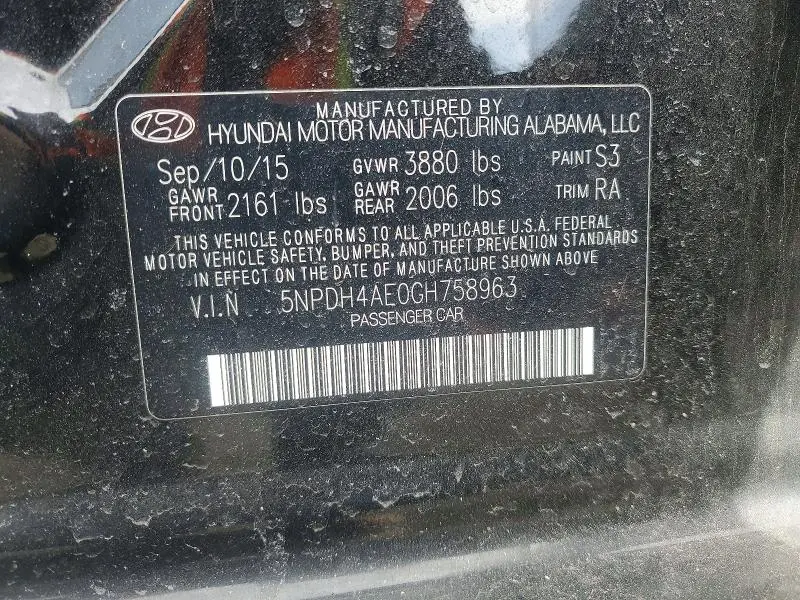 MANUFACTURED BY
HYUNDAI MOTOR MANUFACTURING ALABAMA, LLC
Sep/10/15 GVWR 3880 lbs PAINT S3
GAWR FRONT 2161 lbs GAWR REAR 2006 lbs TRIM RA
THIS VEHICLE CONFORMS TO ALL APPLICABLE U.S.A. FEDERAL
MOTOR VEHICLE SAFETY, BUMPER, AND THEFT PREVENTION STANDARDS
IN EFFECT ON THE DATE OF MANUFACTURE SHOWN ABOVE
V.I.N 5NPDH4AE0GH758963
PASSENGER CAR